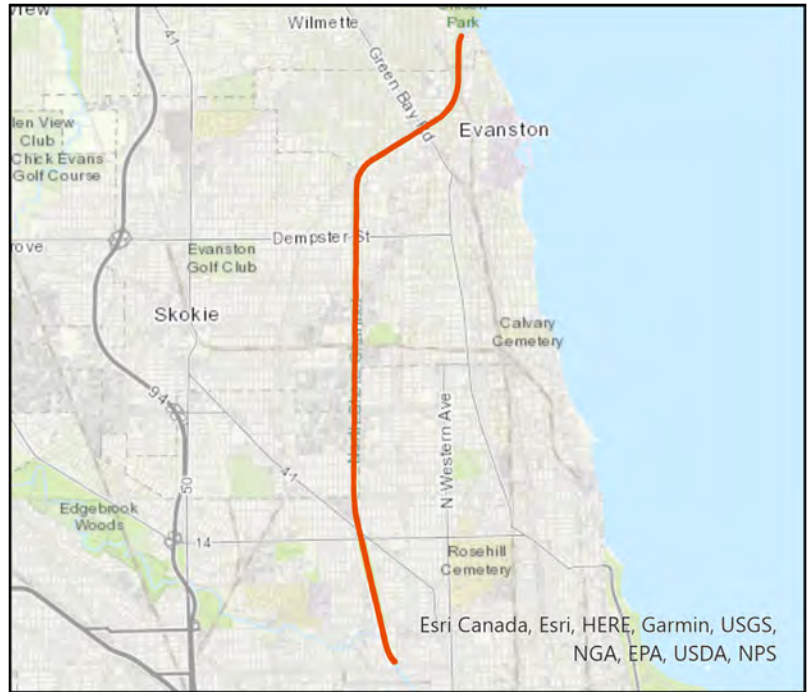 view
41
Wilmette
Park
Green Bay Rd
Evanston
len View
Club
Chick Evans
Golf Course
Dempster St
rove
Evanston
Golf Club
Skokie
Calvary
Cemetery
94
41
50
N Western Ave
Edgebrook
Woods
14
Rosehill
Cemetery
Esri Canada, Esri, HERE, Garmin, USGS,
NGA, EPA, USDA, NPS